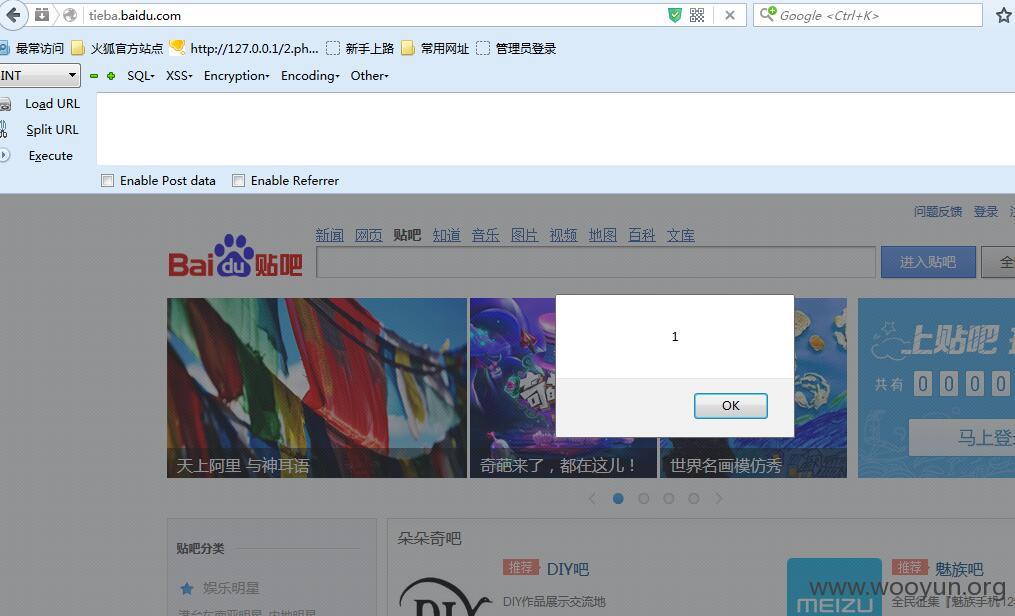 tieba.baidu.com
Google <Ctrl+K>
最常访问 火狐官方站点 http://127.0.0.1/2.ph... 新手上路 常用网址 管理员登录
INT SQL XSS Encryption Encoding Other
Load URL
Split URL
Execute
Enable Post data Enable Referrer
问题反馈 登录
新闻 网页 贴吧 知道 音乐 图片 视频 地图 百科 文库
Baidu贴吧
进入贴吧
1
OK
上贴吧
共有 0 0 0 0
马上登
天上阿里 与神耳语
奇葩来了，都在这儿！
世界名画模仿秀
贴吧分类
娱乐明星
朵朵奇吧
推荐 DIY吧
DIY作品展示交流地
DIY
推荐 魅族吧
MEIZU
www.wooyun.org